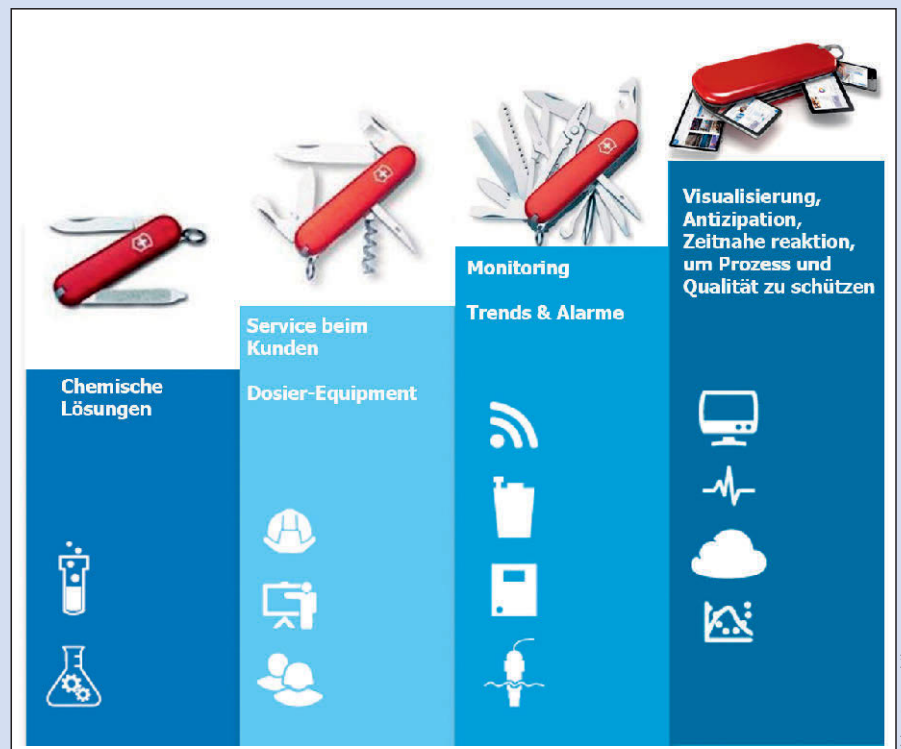 Chemische
Lösungen
Service beim
Kunden
Dosier-Equipment
Monitoring
Trends & Alarme
Visualisierung,
Antizipation,
Zeitnahe reaktion,
um Prozess und
Qualität zu schützen